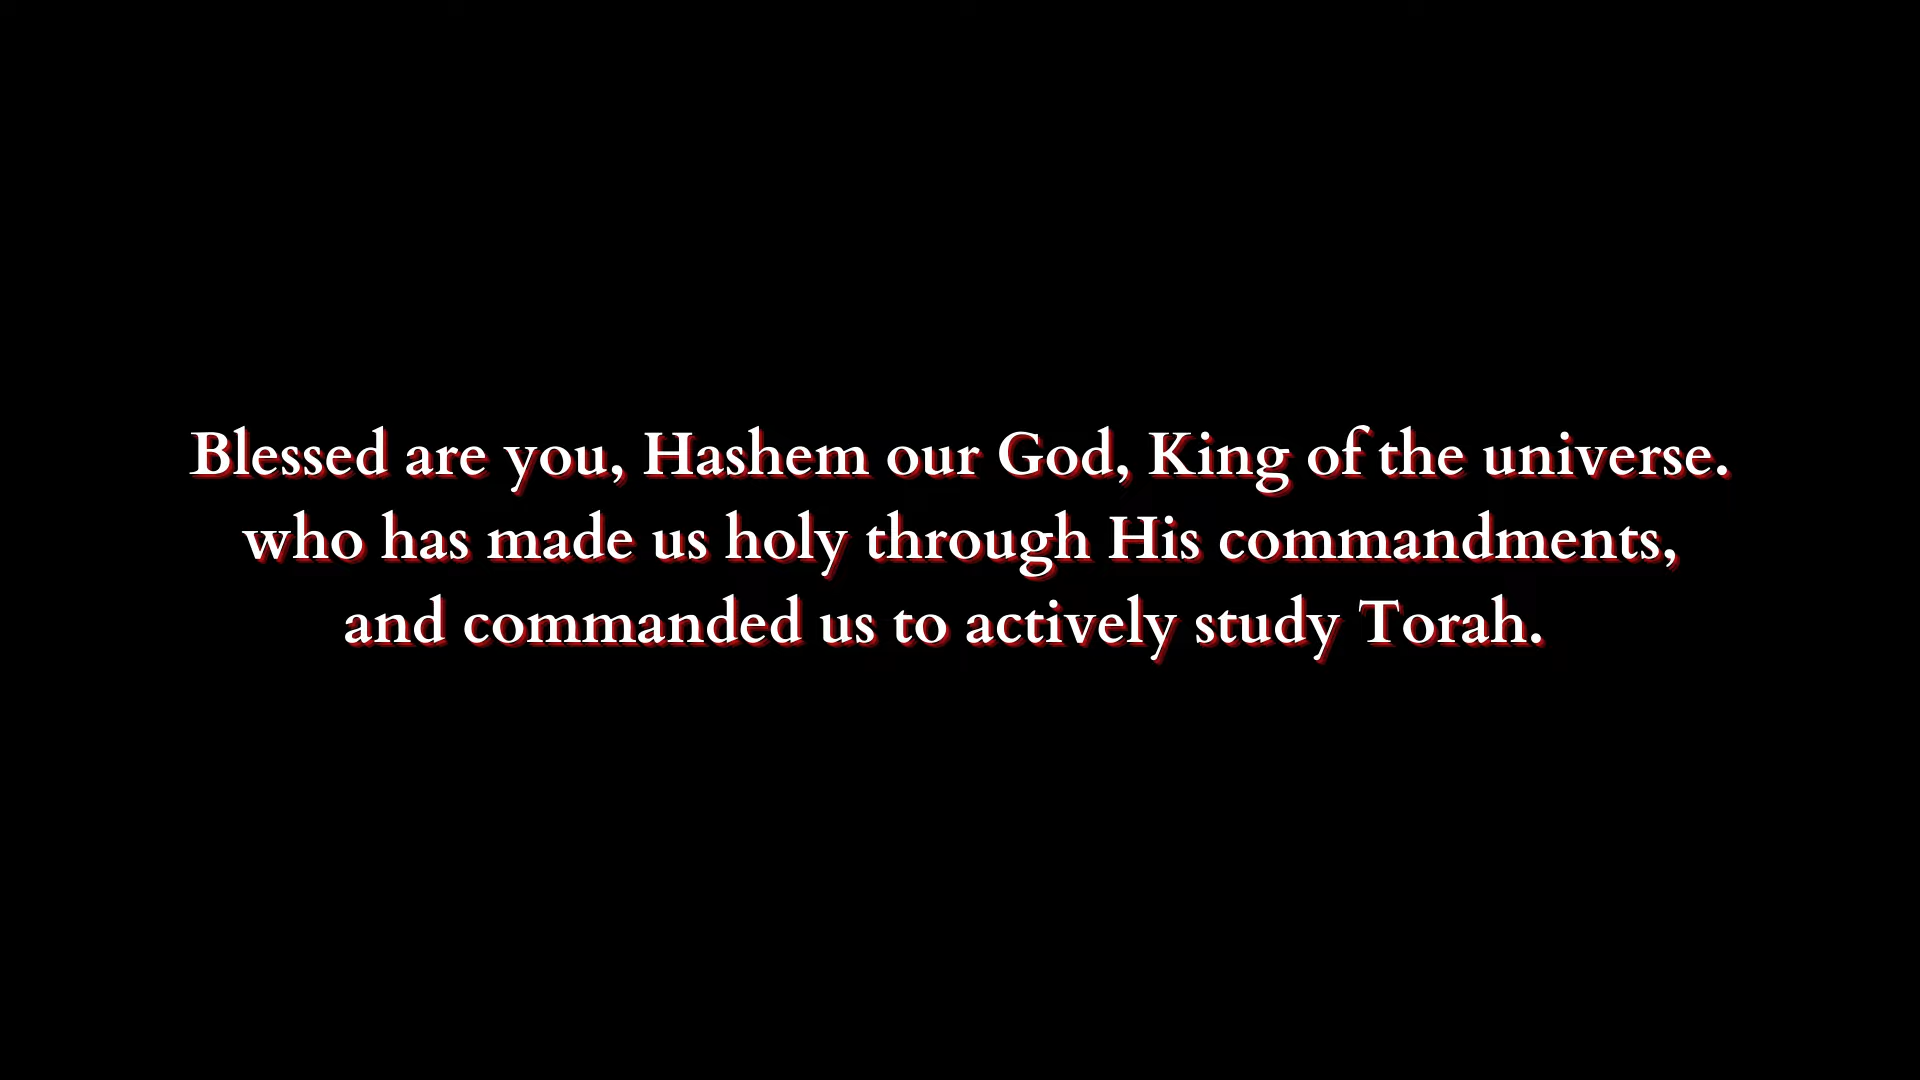 Blessed are you, Hashem our God, King of the universe.
who has made us holy through His commandments,
and commanded us to actively study Torah.